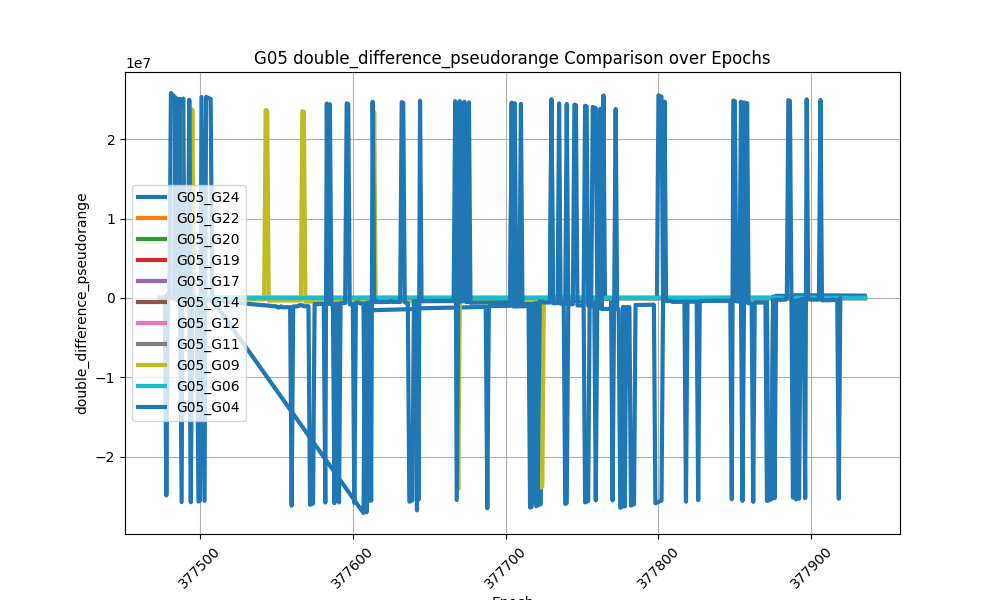 G05 double_difference_pseudorange Comparison over Epochs
1e7
2
1
0
−1
−2
double_difference_pseudorange
G05_G24
G05_G22
G05_G20
G05_G19
G05_G17
G05_G14
G05_G12
G05_G11
G05_G09
G05_G06
G05_G04
377500
377600
377700
377800
377900
Epoch